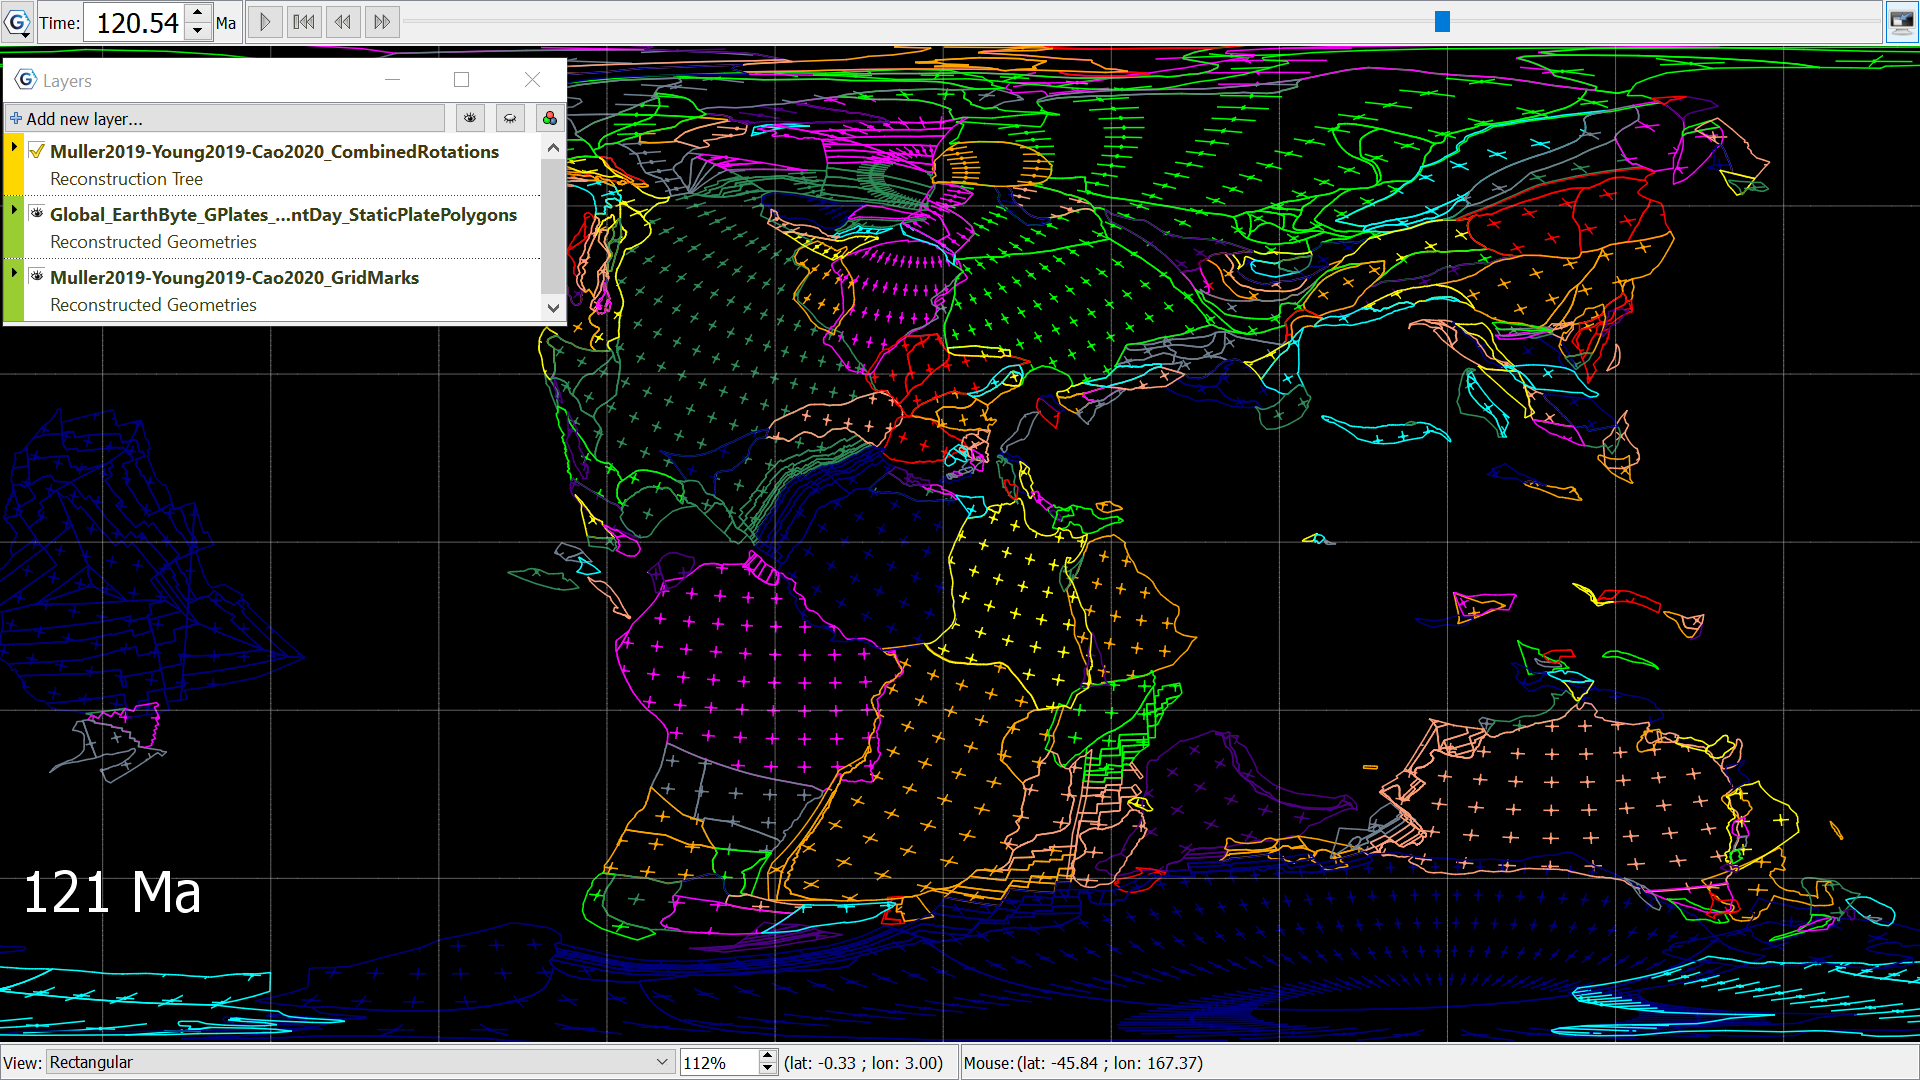 Time: 120.54 Ma
Layers
Add new layer...
Muller2019-Young2019-Cao2020_CombinedRotations
Reconstruction Tree
Global_EarthByte_GPlates_...ntDay_StaticPlatePolygons
Reconstructed Geometries
Muller2019-Young2019-Cao2020_GridMarks
Reconstructed Geometries
121 Ma
View: Rectangular 112% (lat: -0.33 ; lon: 3.00) Mouse: (lat: -45.84 ; lon: 167.37)